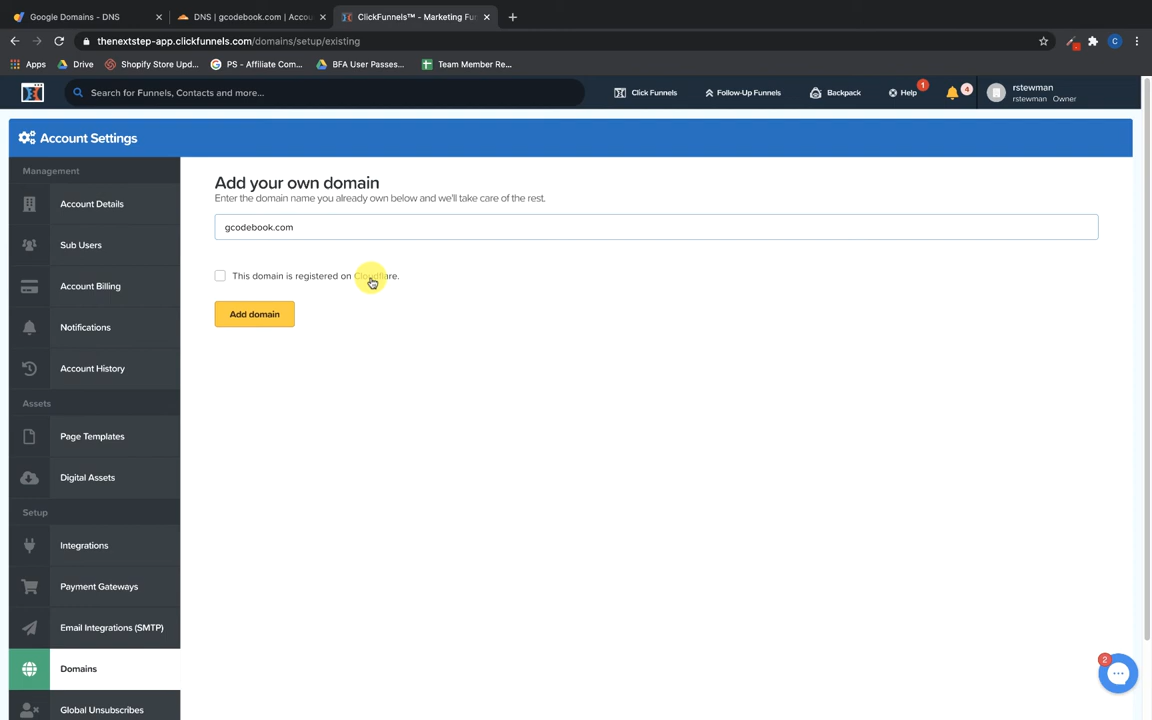 Google Domains - DNS
DNS | gcodebook.com | Accou
ClickFunnels™ - Marketing Fu
thenextstep-app.clickfunnels.com/domains/setup/existing
C
Apps
Drive
Shopify Store Upd...
PS - Affiliate Com...
BFA User Passes...
Team Member Re...
Search for Funnels, Contacts and more...
Click Funnels
Follow-Up Funnels
Backpack
Help
1
4
rstewman
rstewman Owner
Account Settings
Management
Account Details
Sub Users
Account Billing
Notifications
Account History
Assets
Page Templates
Digital Assets
Setup
Integrations
Payment Gateways
Email Integrations (SMTP)
Domains
Global Unsubscribes
Add your own domain
Enter the domain name you already own below and we'll take care of the rest.
gcodebook.com
This domain is registered on Cloudflare.
Add domain
2